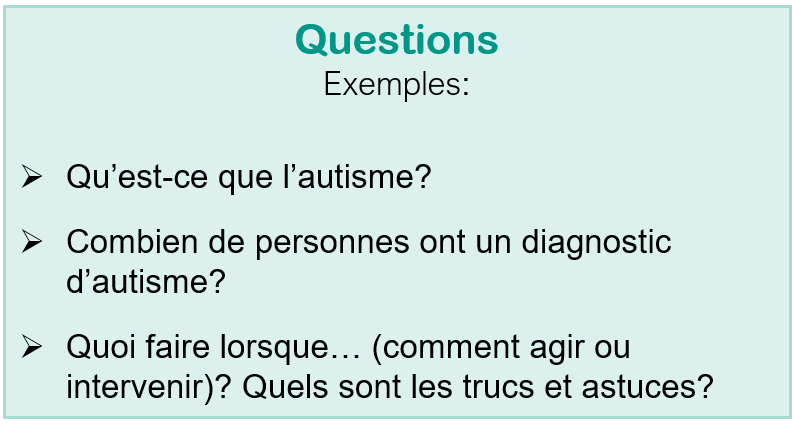 Questions
Exemples:
➢ Qu’est-ce que l’autisme?
➢ Combien de personnes ont un diagnostic
d’autisme?
➢ Quoi faire lorsque… (comment agir ou
intervenir)? Quels sont les trucs et astuces?